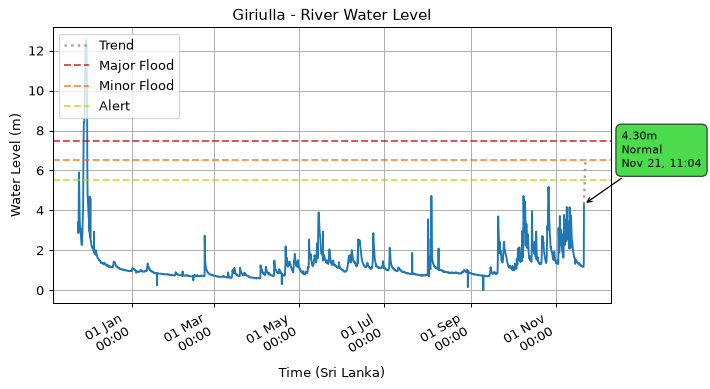 Giriulla - River Water Level
Trend
Major Flood
Minor Flood
Alert
12
10
8
6
4
2
0
Water Level (m)
4.30m
Normal
Nov 21, 11:04
01 Jan
00:00
01 Mar
00:00
01 May
00:00
01 Jul
00:00
01 Sep
00:00
01 Nov
00:00
Time (Sri Lanka)